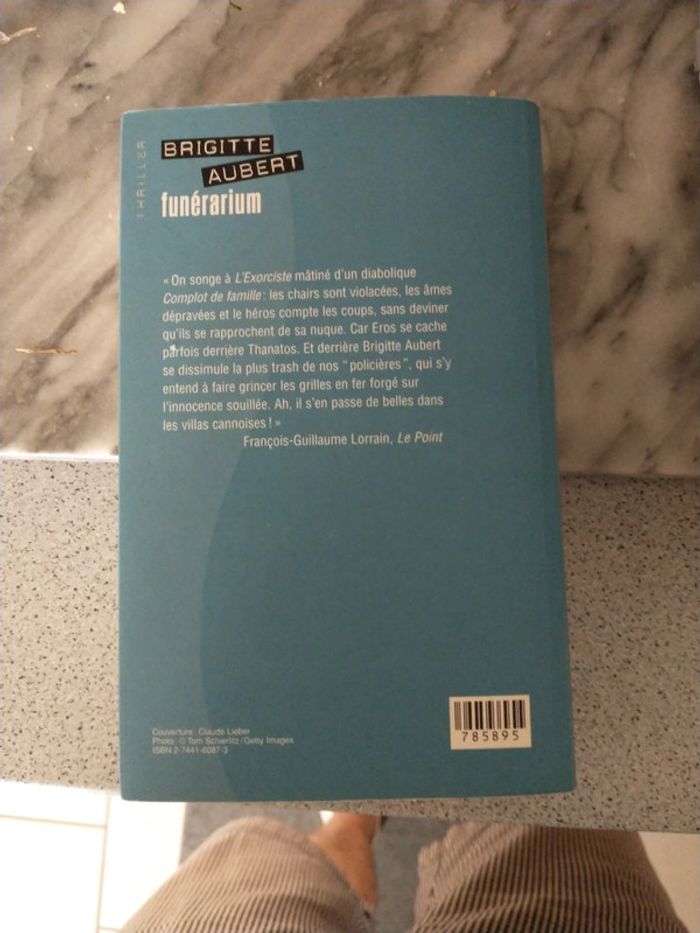 THRILLER
BRIGITTE
AUBERT
funérarium
« On songe à L'Exorciste mâtiné d'un diabolique
Complot de famille : les chairs sont violacées, les âmes
dépravées et le héros compte les coups, sans deviner
qu'ils se rapprochent de sa nuque. Car Eros se cache
parfois derrière Thanatos. Et derrière Brigitte Aubert
se dissimule la plus trash de nos "policières", qui s'y
entend à faire grincer les grilles en fer forgé sur
l'innocence souillée. Ah, il s'en passe de belles dans
les villas cannoises ! »
François-Guillaume Lorrain, Le Point
Couverture : Claude Lieber
Photo : © Tom Schierlitz / Getty Images
ISBN 2-7441-6087-3
785895